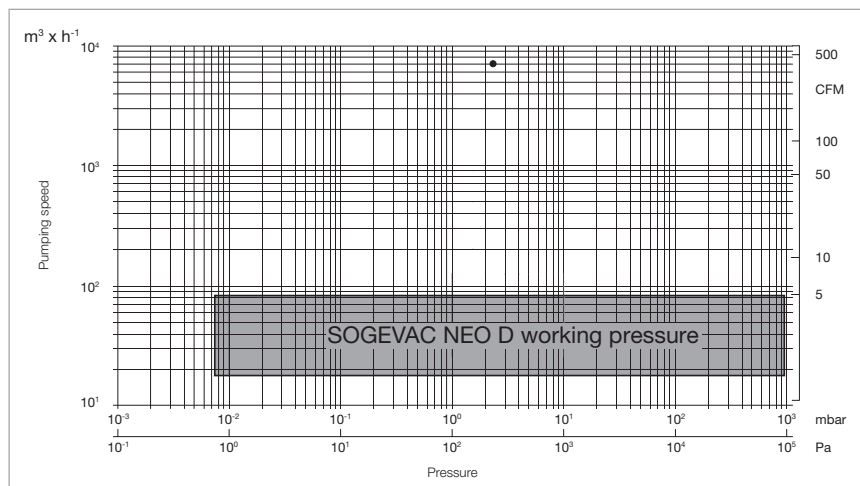 m³ x h⁻¹
10⁴
10³
10²
10¹
Pumping speed
500
CFM
100
50
10
5
SOGEVAC NEO D working pressure
10⁻³ 10⁻² 10⁻¹ 10⁰ 10¹ 10² 10³ mbar
10⁻¹ 10⁰ 10¹ 10² 10³ 10⁴ 10⁵ Pa
Pressure